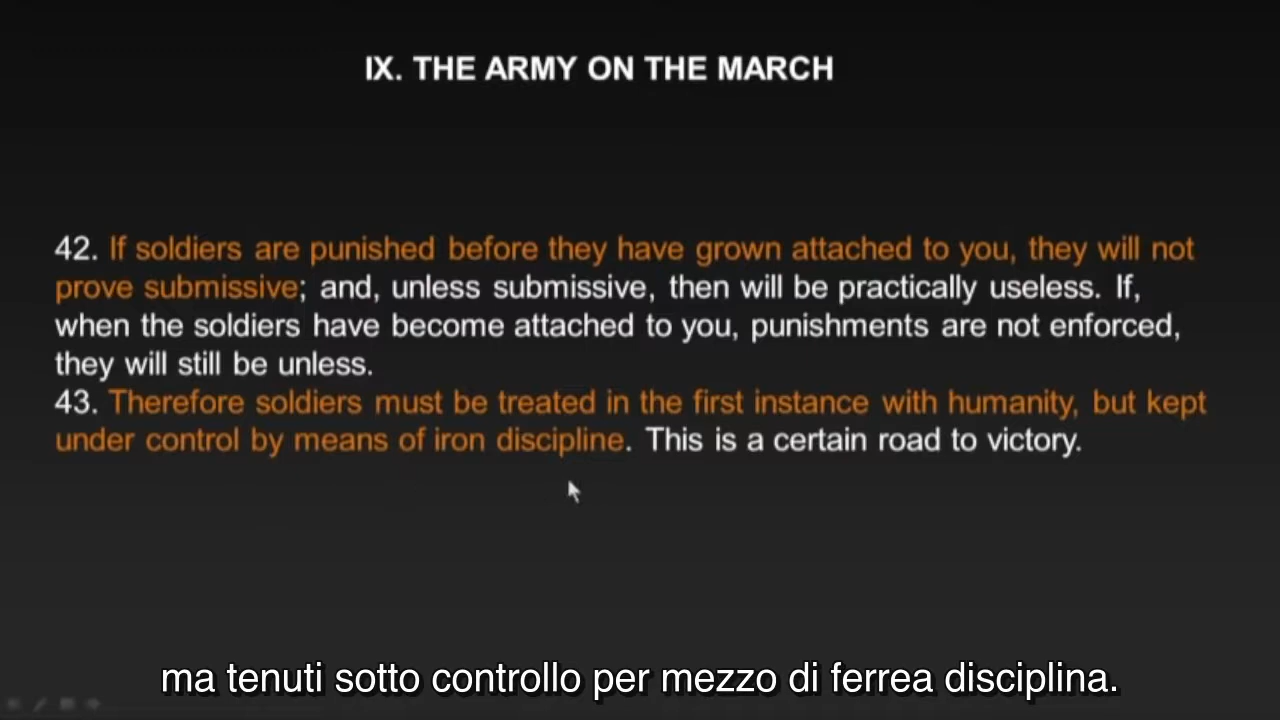 IX. THE ARMY ON THE MARCH
42. If soldiers are punished before they have grown attached to you, they will not
prove submissive; and, unless submissive, then will be practically useless. If,
when the soldiers have become attached to you, punishments are not enforced,
they will still be unless.
43. Therefore soldiers must be treated in the first instance with humanity, but kept
under control by means of iron discipline. This is a certain road to victory.
ma tenuti sotto controllo per mezzo di ferrea disciplina.